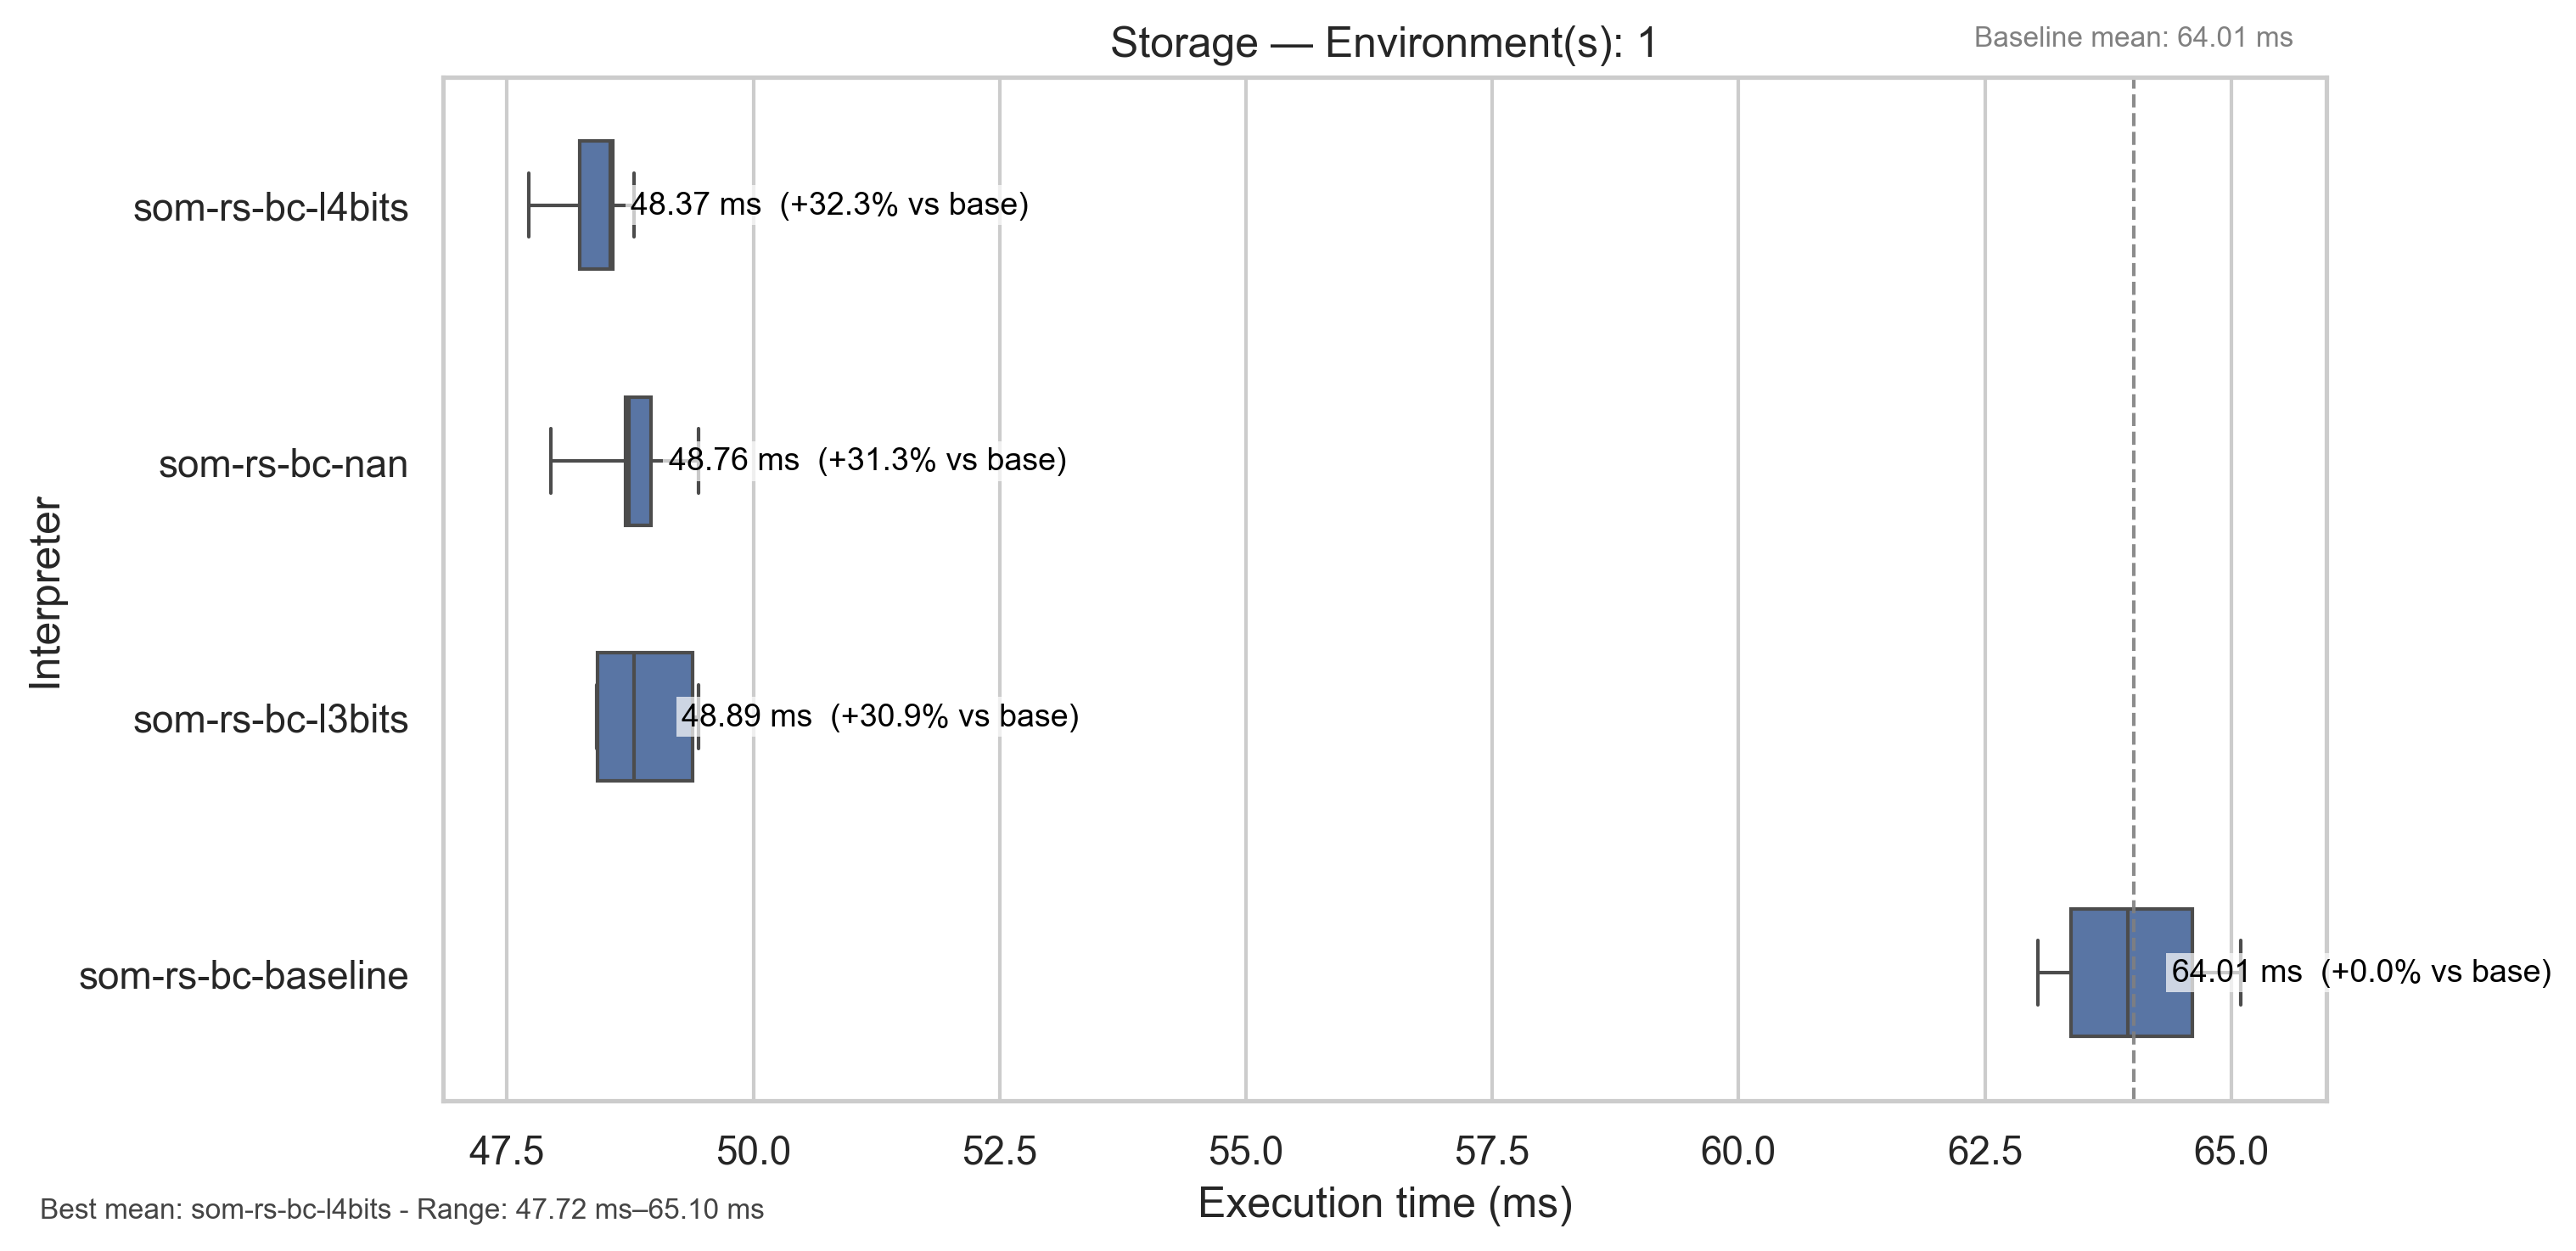 Storage — Environment(s): 1
Baseline mean: 64.01 ms
Interpreter
som-rs-bc-l4bits
48.37 ms (+32.3% vs base)
som-rs-bc-nan
48.76 ms (+31.3% vs base)
som-rs-bc-l3bits
48.89 ms (+30.9% vs base)
som-rs-bc-baseline
64.01 ms (+0.0% vs base)
47.5 50.0 52.5 55.0 57.5 60.0 62.5 65.0
Execution time (ms)
Best mean: som-rs-bc-l4bits - Range: 47.72 ms–65.10 ms